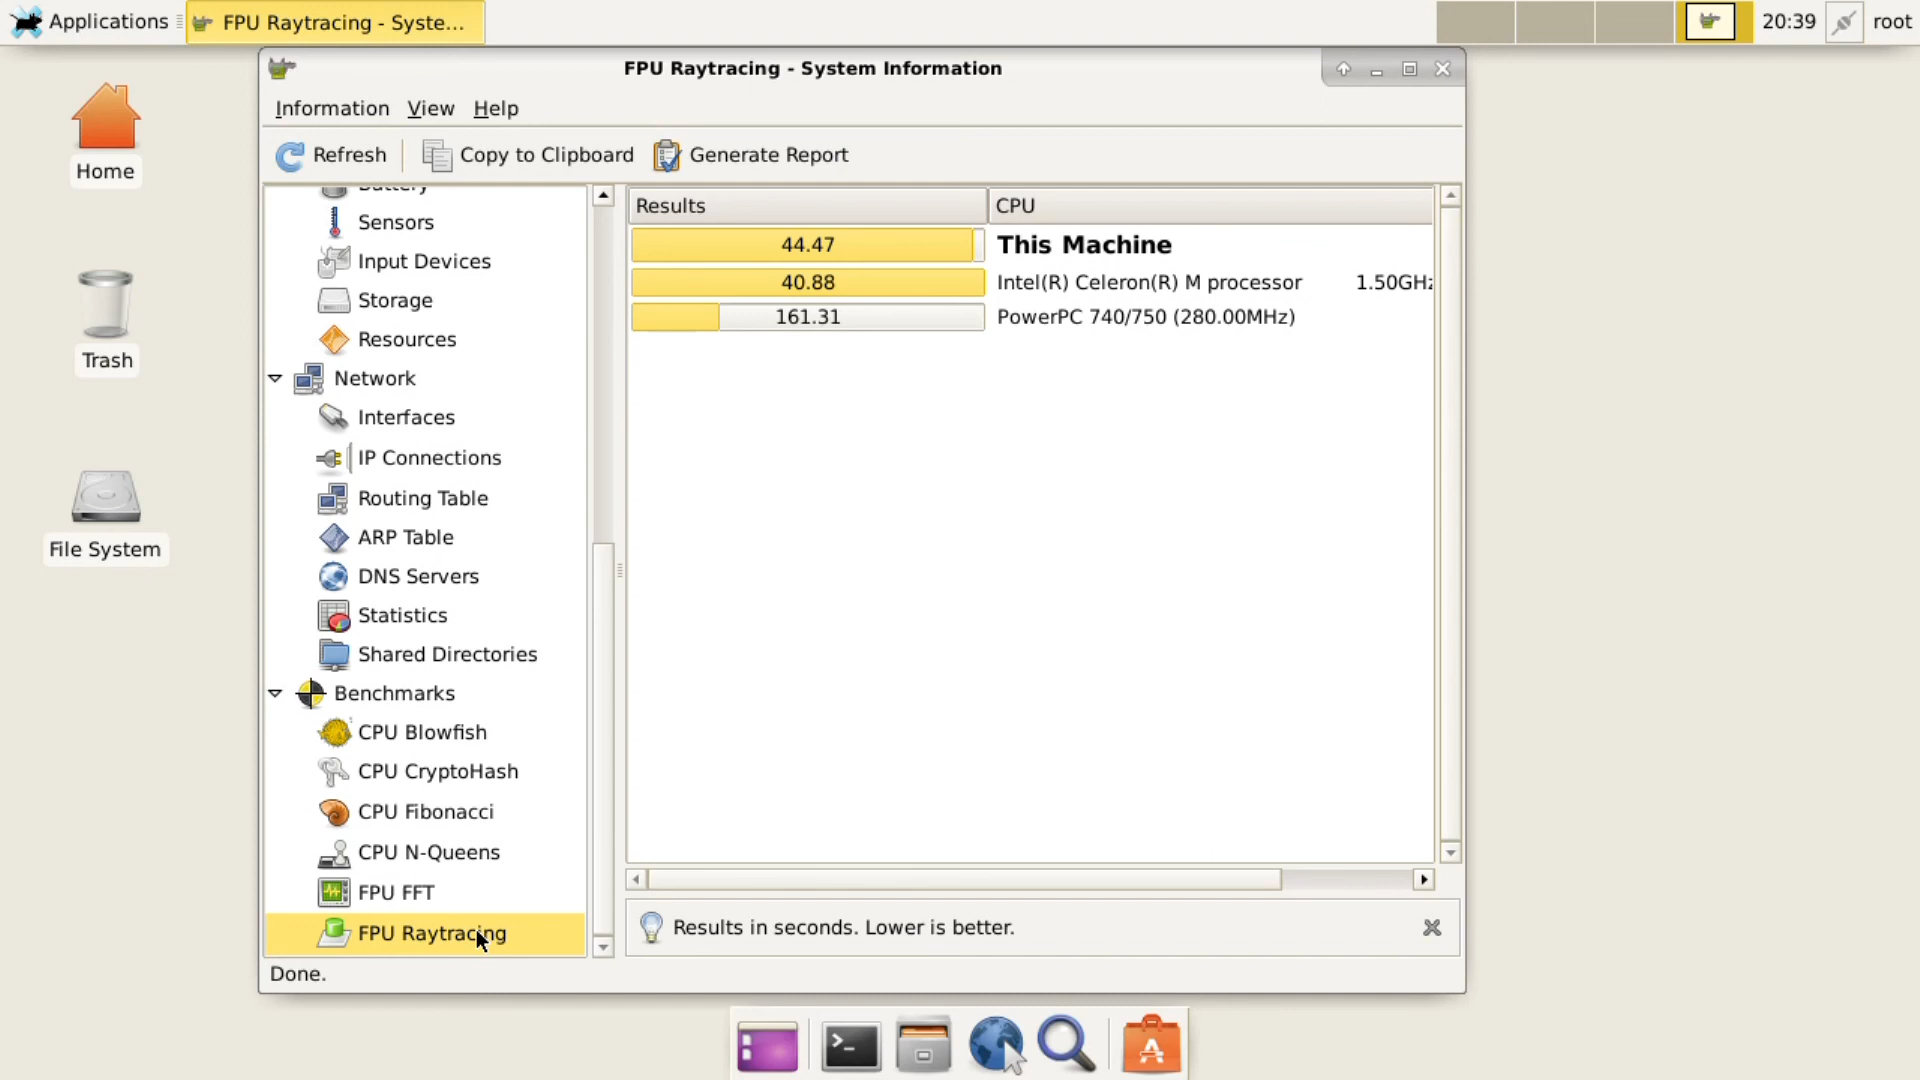 Applications
FPU Raytracing - Syste...
20:39
root
FPU Raytracing - System Information
Information View Help
Refresh Copy to Clipboard Generate Report
Home
Trash
File System
Battery
Sensors
Input Devices
Storage
Resources
Network
Interfaces
IP Connections
Routing Table
ARP Table
DNS Servers
Statistics
Shared Directories
Benchmarks
CPU Blowfish
CPU CryptoHash
CPU Fibonacci
CPU N-Queens
FPU FFT
FPU Raytracing
Results CPU
44.47 This Machine
40.88 Intel(R) Celeron(R) M processor 1.50GHz
161.31 PowerPC 740/750 (280.00MHz)
Results in seconds. Lower is better.
Done.